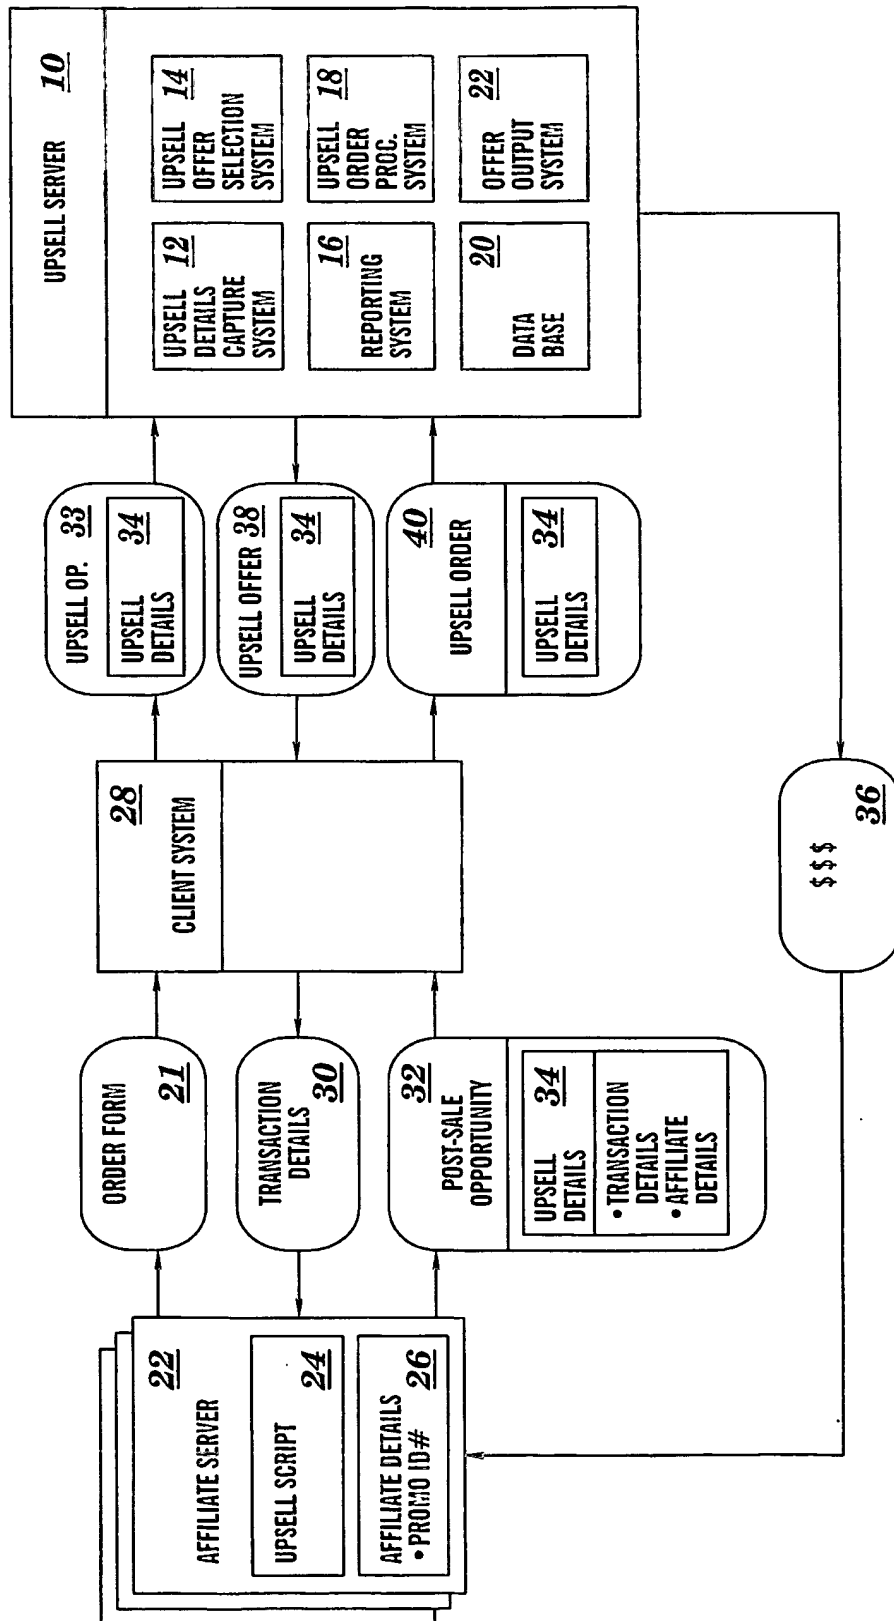 AFFILIATE SERVER
22
UPSELL SCRIPT
24
AFFILIATE DETAILS
•PROMO ID#
26
ORDER FORM
21
TRANSACTION
DETAILS
30
POST-SALE
OPPORTUNITY
32
UPSELL
DETAILS
34
•TRANSACTION
DETAILS
•AFFILIATE
DETAILS
CLIENT SYSTEM
28
UPSELL OP.
33
UPSELL
DETAILS
34
UPSELL OFFER
38
UPSELL
DETAILS
34
UPSELL ORDER
40
UPSELL
DETAILS
34
UPSELL SERVER
10
UPSELL
DETAILS
CAPTURE
SYSTEM
12
UPSELL
OFFER
SELECTION
SYSTEM
14
REPORTING
SYSTEM
16
UPSELL
ORDER
PROC.
SYSTEM
18
DATA
BASE
20
OFFER
OUTPUT
SYSTEM
22
$$$
36